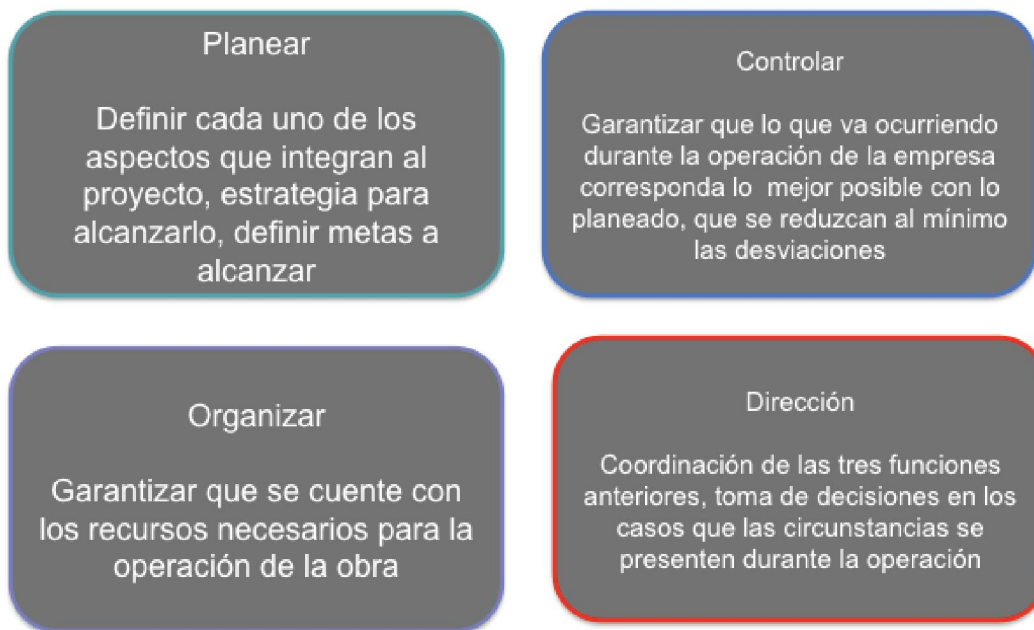 Planear
Definir cada uno de los
aspectos que integran al
proyecto, estrategia para
alcanzarlo, definir metas a
alcanzar
Controlar
Garantizar que lo que va ocurriendo
durante la operación de la empresa
corresponda lo mejor posible con lo
planeado, que se reduzcan al mínimo
las desviaciones
Organizar
Garantizar que se cuente con
los recursos necesarios para la
operación de la obra
Dirección
Coordinación de las tres funciones
anteriores, toma de decisiones en los
casos que las circunstancias se
presenten durante la operación